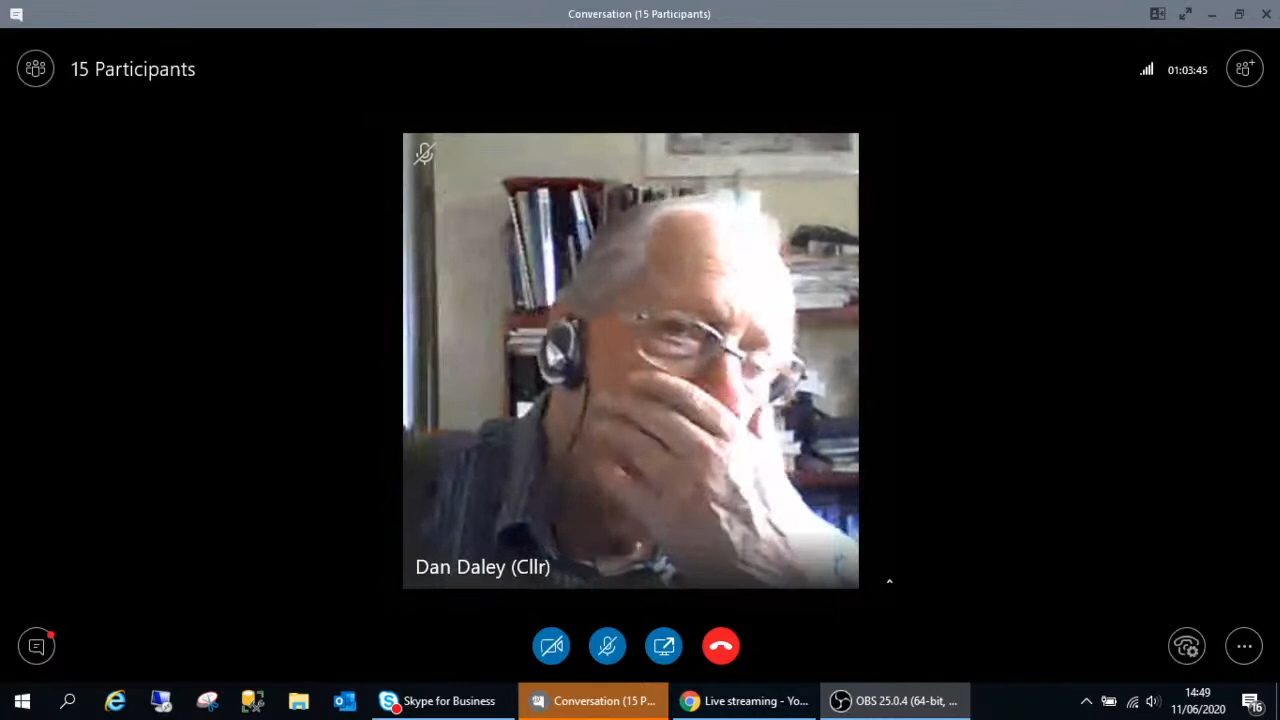 Conversation (15 Participants)
15 Participants
01:03:45
Dan Daley (Cllr)
Skype for Business
Conversation (15 P...
Live streaming - Yo...
OBS 25.0.4 (64-bit, ...
14:49
11/06/2020
16